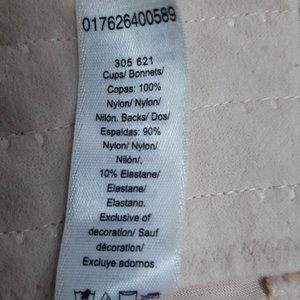 017626400589
305 621
Cups/ Bonnets/
Copas: 100%
Nylon/ Nylon/
Nilón. Backs/ Dos/
Espaldas: 90%
Nylon/ Nylon/
Nilón/,
10% Elastane/
Elastane/
Elastano.
Exclusive of
decoration/ Sauf
décoration/
Excluye adornos.